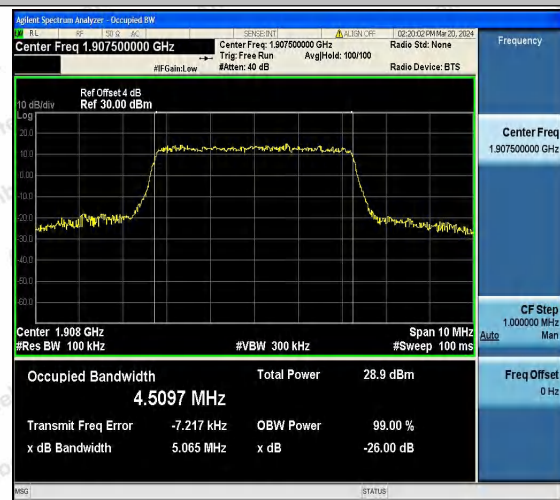 Agilent Spectrum Analyzer - Occupied BW
RL RF 50 Ω AC SENSE:INT ALIGN OFF 02:20:02 PM Mar 20, 2024
Center Freq 1.907500000 GHz
Center Freq: 1.907500000 GHz
Radio Std: None
Trig: Free Run
Avg|Hold: 100/100
#IFGain:Low
#Atten: 40 dB
Radio Device: BTS
Frequency
Ref Offset 4 dB
10 dB/div
Ref 30.00 dBm
Log
20.0
10.0
0.00
-10.0
-20.0
-30.0
-40.0
-50.0
-60.0
Center Freq
1.907500000 GHz
CF Step
1.000000 MHz
Auto Man
Freq Offset
0 Hz
Center 1.908 GHz
Span 10 MHz
#Res BW 100 kHz
#VBW 300 kHz
#Sweep 100 ms
Occupied Bandwidth
4.5097 MHz
Total Power 28.9 dBm
Transmit Freq Error -7.217 kHz
OBW Power 99.00 %
x dB Bandwidth 5.065 MHz
x dB -26.00 dB
MSG
STATUS